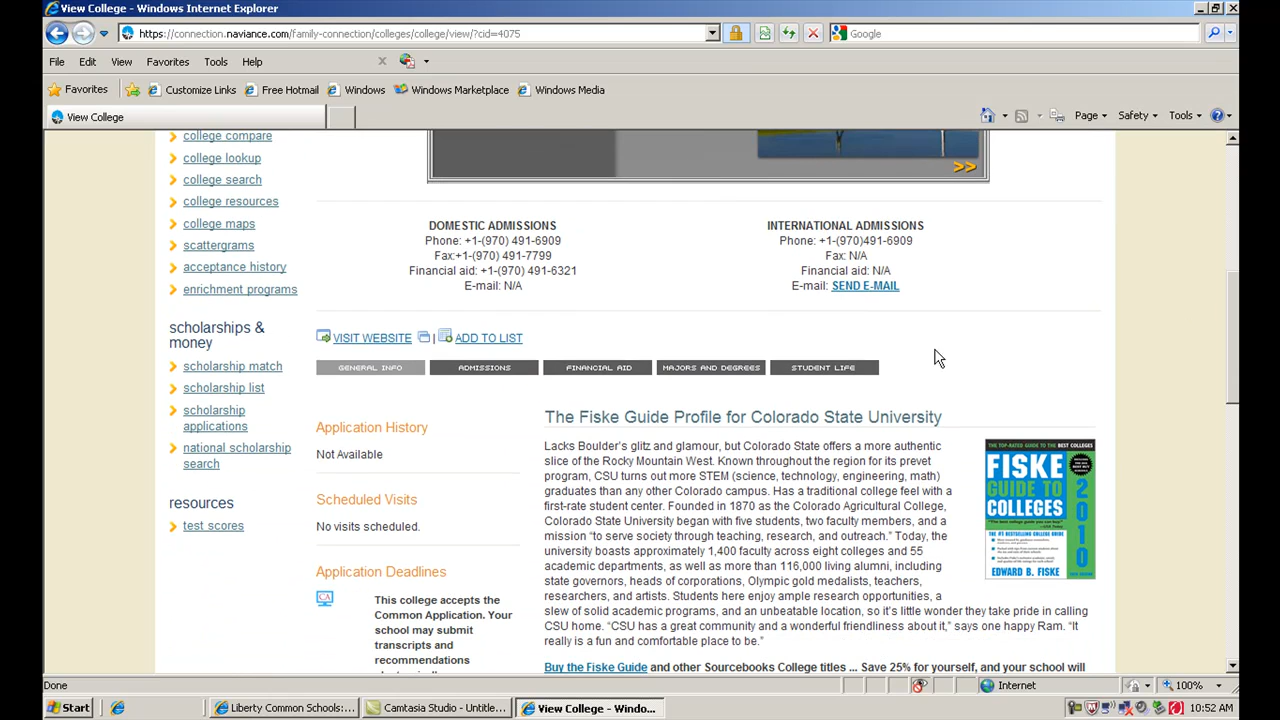 View College - Windows Internet Explorer
https://connection.naviance.com/family-connection/colleges/college/view/?cid=4075
Google
File Edit View Favorites Tools Help
Favorites Customize Links Free Hotmail Windows Windows Marketplace Windows Media
View College
Page Safety Tools
college compare
college lookup
college search
college resources
college maps
scattergrams
acceptance history
enrichment programs
scholarships &
money
scholarship match
scholarship list
scholarship
applications
national scholarship
search
resources
test scores
>>
DOMESTIC ADMISSIONS
Phone: +1-(970) 491-6909
Fax:+1-(970) 491-7799
Financial aid: +1-(970) 491-6321
E-mail: N/A
INTERNATIONAL ADMISSIONS
Phone: +1-(970)491-6909
Fax: N/A
Financial aid: N/A
E-mail: SEND E-MAIL
VISIT WEBSITE | ADD TO LIST
GENERAL INFO ADMISSIONS FINANCIAL AID MAJORS AND DEGREES STUDENT LIFE
Application History
Not Available
Scheduled Visits
No visits scheduled.
Application Deadlines
CA
This college accepts the
Common Application. Your
school may submit
transcripts and
recommendations
The Fiske Guide Profile for Colorado State University
Lacks Boulder's glitz and glamour, but Colorado State offers a more authentic
slice of the Rocky Mountain West. Known throughout the region for its prevet
program, CSU turns out more STEM (science, technology, engineering, math)
graduates than any other Colorado campus. Has a traditional college feel with a
first-rate student center. Founded in 1870 as the Colorado Agricultural College,
Colorado State University began with five students, two faculty members, and a
mission "to serve society through teaching, research, and outreach." Today, the
university boasts approximately 1,400 faculty across eight colleges and 55
academic departments, as well as more than 116,000 living alumni, including
state governors, heads of corporations, Olympic gold medalists, teachers,
researchers, and artists. Students here enjoy ample research opportunities, a
slew of solid academic programs, and an unbeatable location, so it's little wonder they take pride in calling
CSU home. "CSU has a great community and a wonderful friendliness about it," says one happy Ram. "It
really is a fun and comfortable place to be."
Buy the Fiske Guide and other Sourcebooks College titles ... Save 25% for yourself, and your school will
THE TOP-RATED GUIDE TO THE BEST COLLEGES
FISKE
GUIDE TO
COLLEGES
2010
THE #1 BESTSELLING COLLEGE GUIDE
EDWARD B. FISKE
Done
Internet
100%
Start
Liberty Common Schools:...
Camtasia Studio - Untitle...
View College - Windo...
10:52 AM